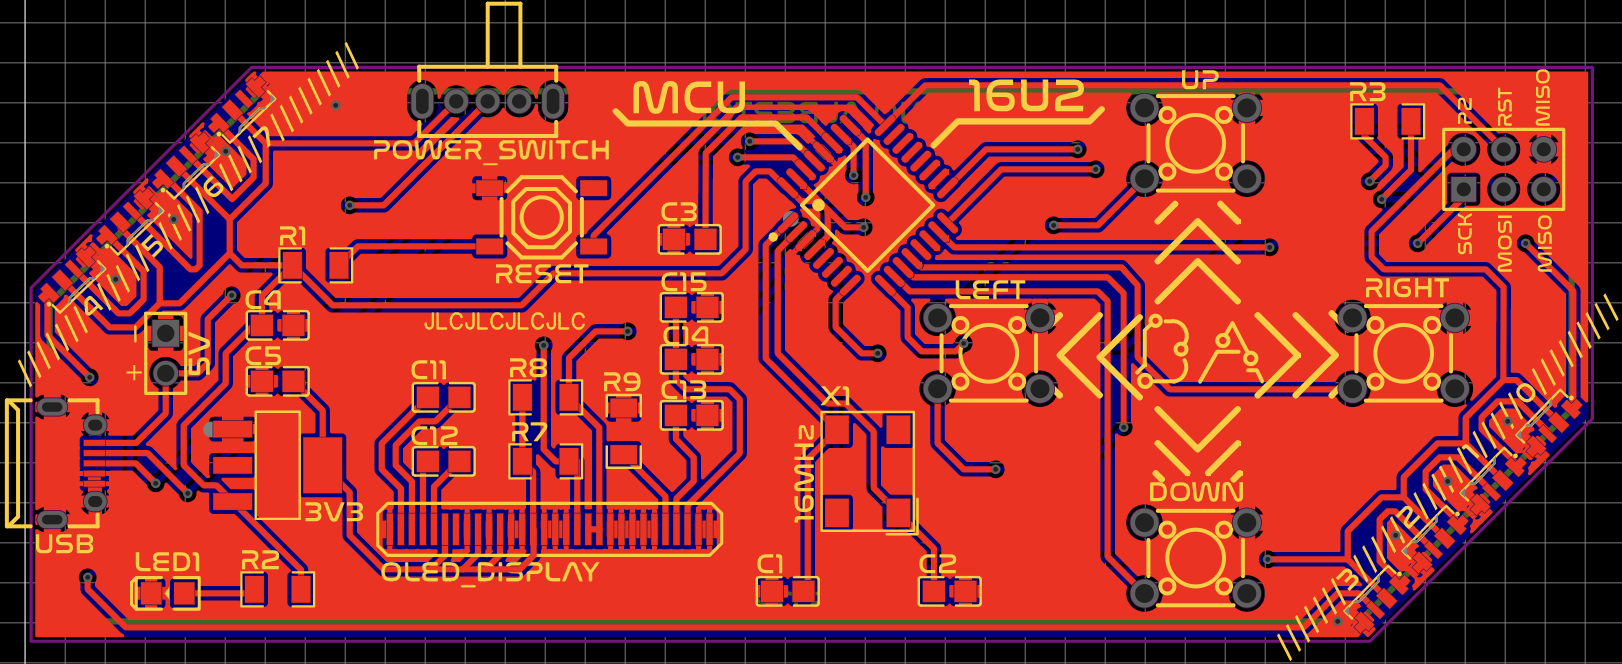 MCU
16U2
UP
R3
R2
RST
MISO
POWER_SWITCH
7
6
5
4
R1
RESET
C3
SCK
MOSI
MISO
C15
LEFT
RIGHT
C4
JLCJLCJLCJLC
C14
5V
+
C5
C11
R8
R9
C13
X1
0
C12
R7
16MHZ
1
DOWN
3V3
2
USB
LED1
R2
OLED_DISPLAY
C1
C2
3